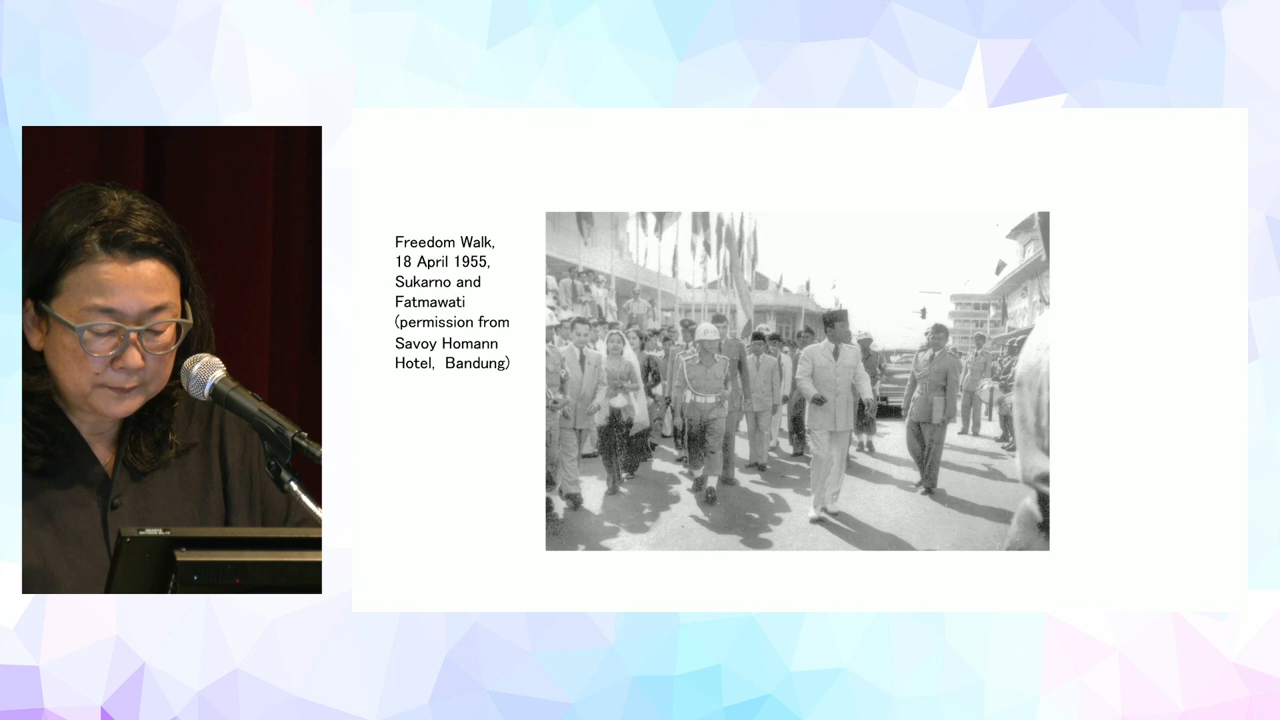 Freedom Walk,
18 April 1955,
Sukarno and
Fatmawati
(permission from
Savoy Homann
Hotel, Bandung)